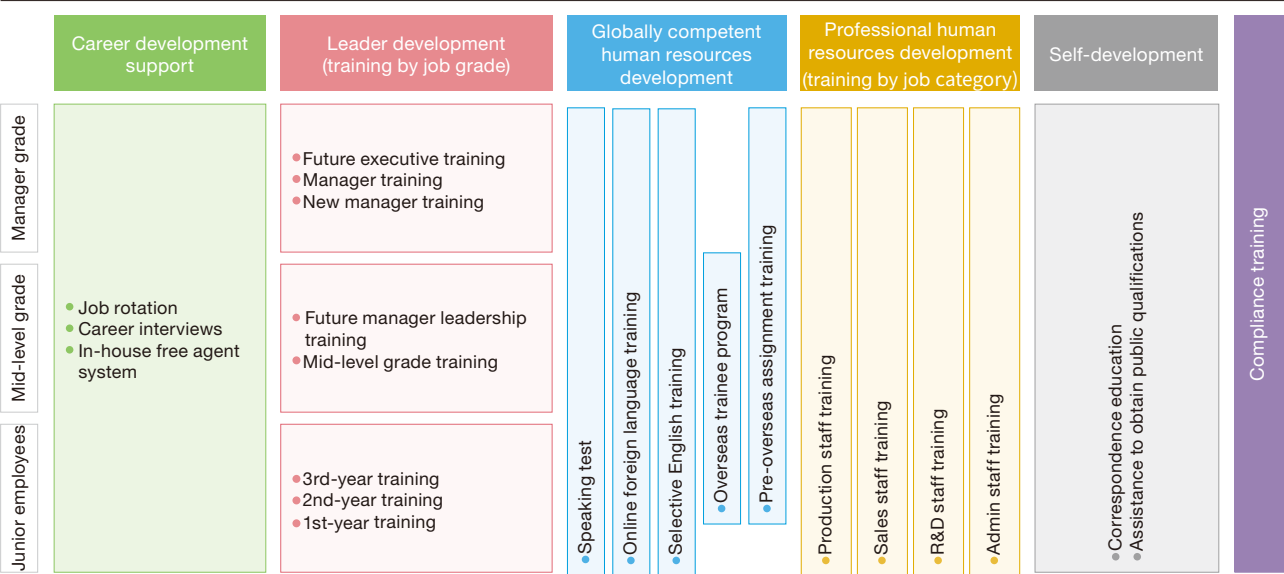 Career development
support
Leader development
(training by job grade)
Globally competent
human resources
development
Professional human
resources development
(training by job category)
Self-development
Compliance training
Manager grade
Mid-level grade
Junior employees
Job rotation
Career interviews
In-house free agent
system
Future executive training
Manager training
New manager training
Future manager leadership
training
Mid-level grade training
3rd-year training
2nd-year training
1st-year training
Speaking test
Online foreign language training
Selective English training
Overseas trainee program
Pre-overseas assignment training
Production staff training
Sales staff training
R&D staff training
Admin staff training
Correspondence education
Assistance to obtain public qualifications